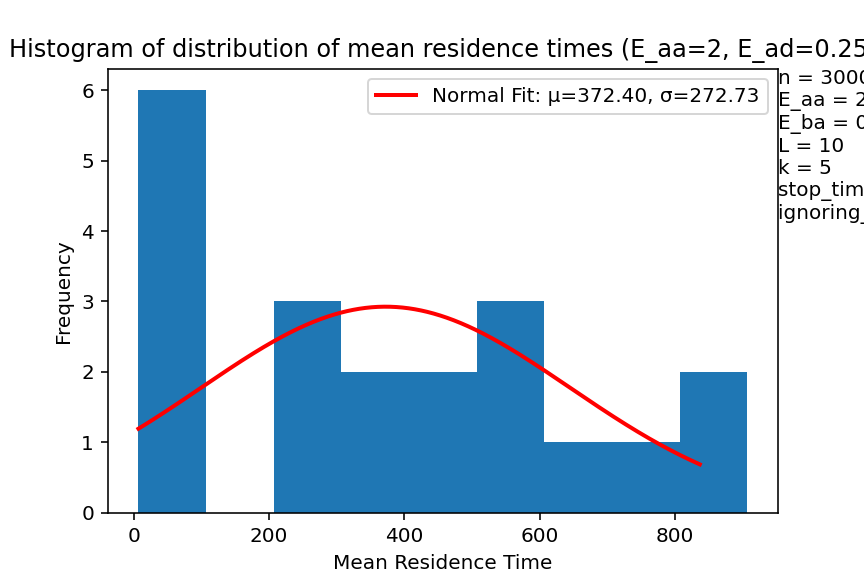 Histogram of distribution of mean residence times (E_aa=2, E_ad=0.25
Normal Fit: μ=372.40, σ=272.73
n = 3000
E_aa = 2
E_ba = 0
L = 10
k = 5
stop_tim
ignoring_
6
5
4
3
2
1
0
Frequency
0 200 400 600 800
Mean Residence Time